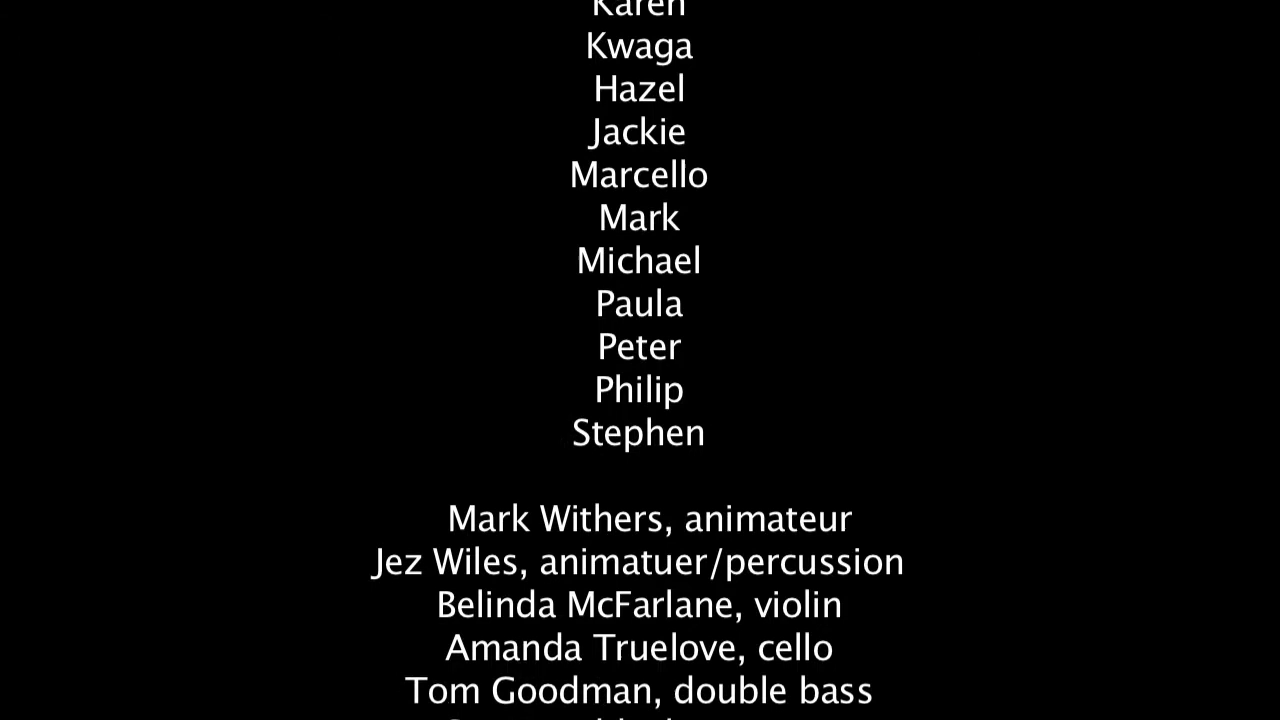 Karen
Kwaga
Hazel
Jackie
Marcello
Mark
Michael
Paula
Peter
Philip
Stephen
Mark Withers, animateur
Jez Wiles, animatuer/percussion
Belinda McFarlane, violin
Amanda Truelove, cello
Tom Goodman, double bass